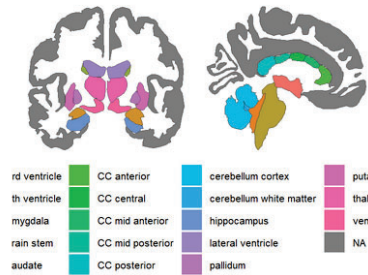 rd ventricle CC anterior cerebellum cortex puta
th ventricle CC central cerebellum white matter thal
mygdala CC mid anterior hippocampus ven
rain stem CC mid posterior lateral ventricle NA
audate CC posterior pallidum